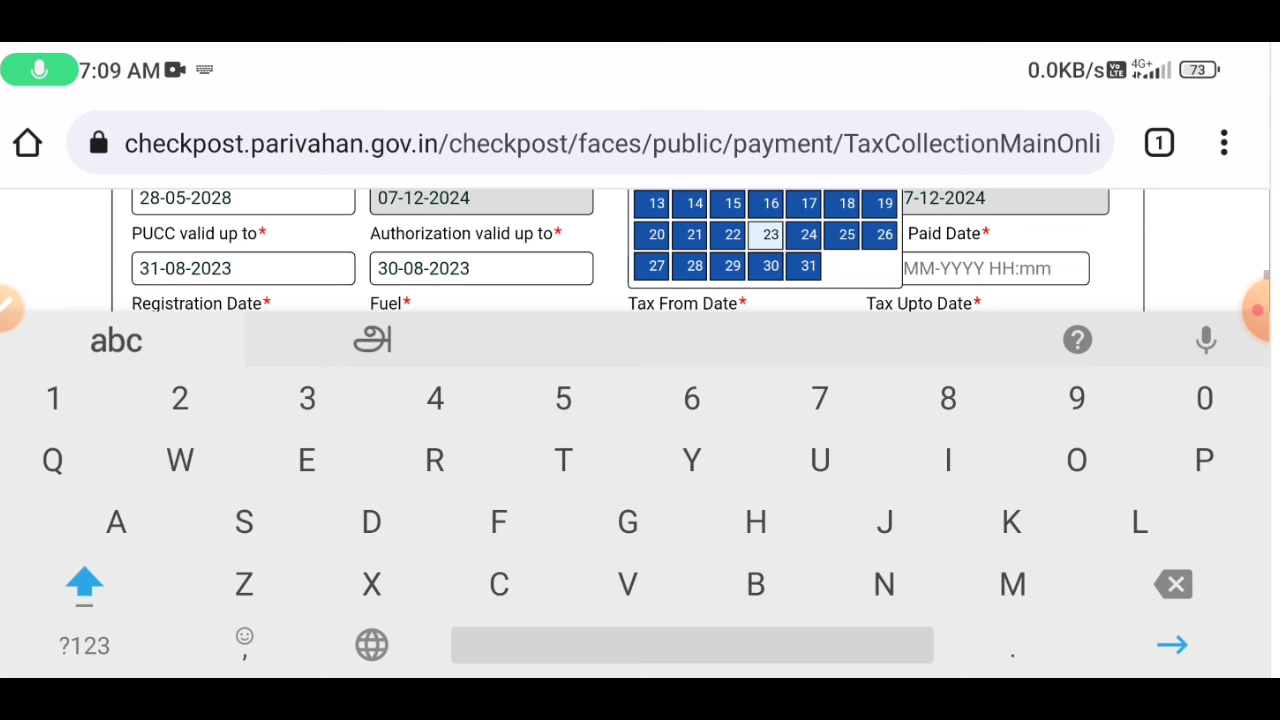 7:09 AM
0.0KB/s Vo LTE 4G+ 73
checkpost.parivahan.gov.in/checkpost/faces/public/payment/TaxCollectionMainOnli
1
28-05-2028 07-12-2024 13 14 15 16 17 18 19 7-12-2024
PUCC valid up to* Authorization valid up to* 20 21 22 23 24 25 26 Paid Date*
31-08-2023 30-08-2023 27 28 29 30 31 MM-YYYY HH:mm
Registration Date* Fuel* Tax From Date* Tax Upto Date*
abc அ ?
1 2 3 4 5 6 7 8 9 0
Q W E R T Y U I O P
A S D F G H J K L
Z X C V B N M
?123 , .